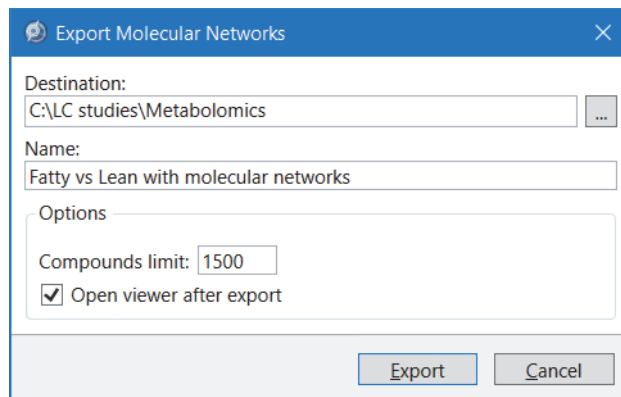 Export Molecular Networks
Destination:
C:\LC studies\Metabolomics
...
Name:
Fatty vs Lean with molecular networks
Options
Compounds limit: 1500
Open viewer after export
Export Cancel